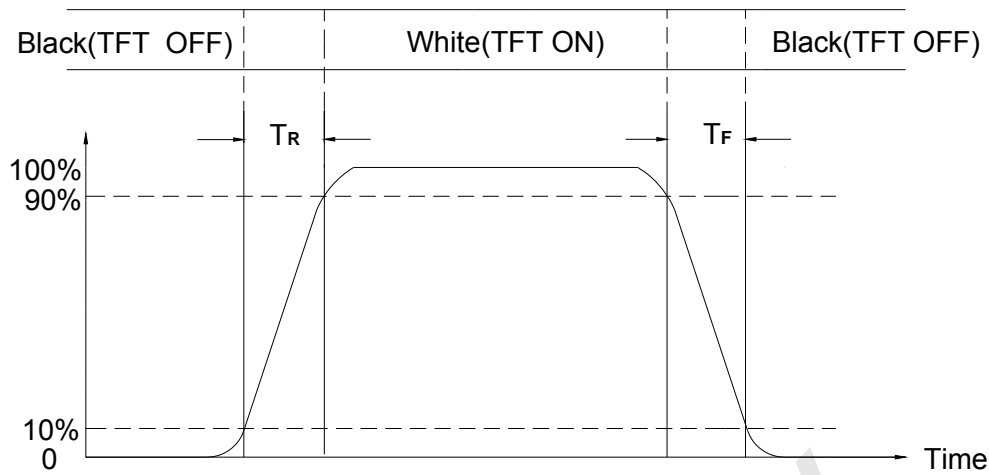 Black(TFT OFF) White(TFT ON) Black(TFT OFF)
TR TF
100%
90%
10%
0 Time